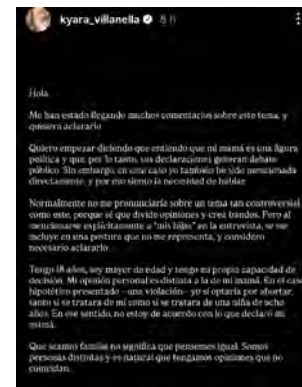 kyara_villanella 8 h
Hola.
Me han estado llegando muchos comentarios sobre este tema, y
quisiera aclararlo
Quiero empezar diciendo que entiendo que mi mamá es una figura
política y que, por lo tanto, sus declaraciones generan debate
público. Sin embargo, en este caso yo también he sido mencionada
directamente, y por eso siento la necesidad de hablar
Normalmente no me pronunciaría sobre un tema tan controversial
como este, porque sé que divide opiniones y crea bandos. Pero al
mencionarse explícitamente a "mis hijas" en la entrevista, se me
incluye en una postura que no me representa, y considero
necesario aclararlo
Tengo 18 años, soy mayor de edad y tengo mi propia capacidad de
decisión. Mi opinión personal es distinta a la de mi mamá. En el caso
hipotético presentado —una violación— yo sí optaría por abortar,
tanto si se tratara de mí como si se tratara de una niña de ocho
años. En ese sentido, no estoy de acuerdo con lo que declaró mi
mamá.
Que seamos familia no significa que pensemos igual. Somos
personas distintas y es natural que tengamos opiniones que no
coincidan.